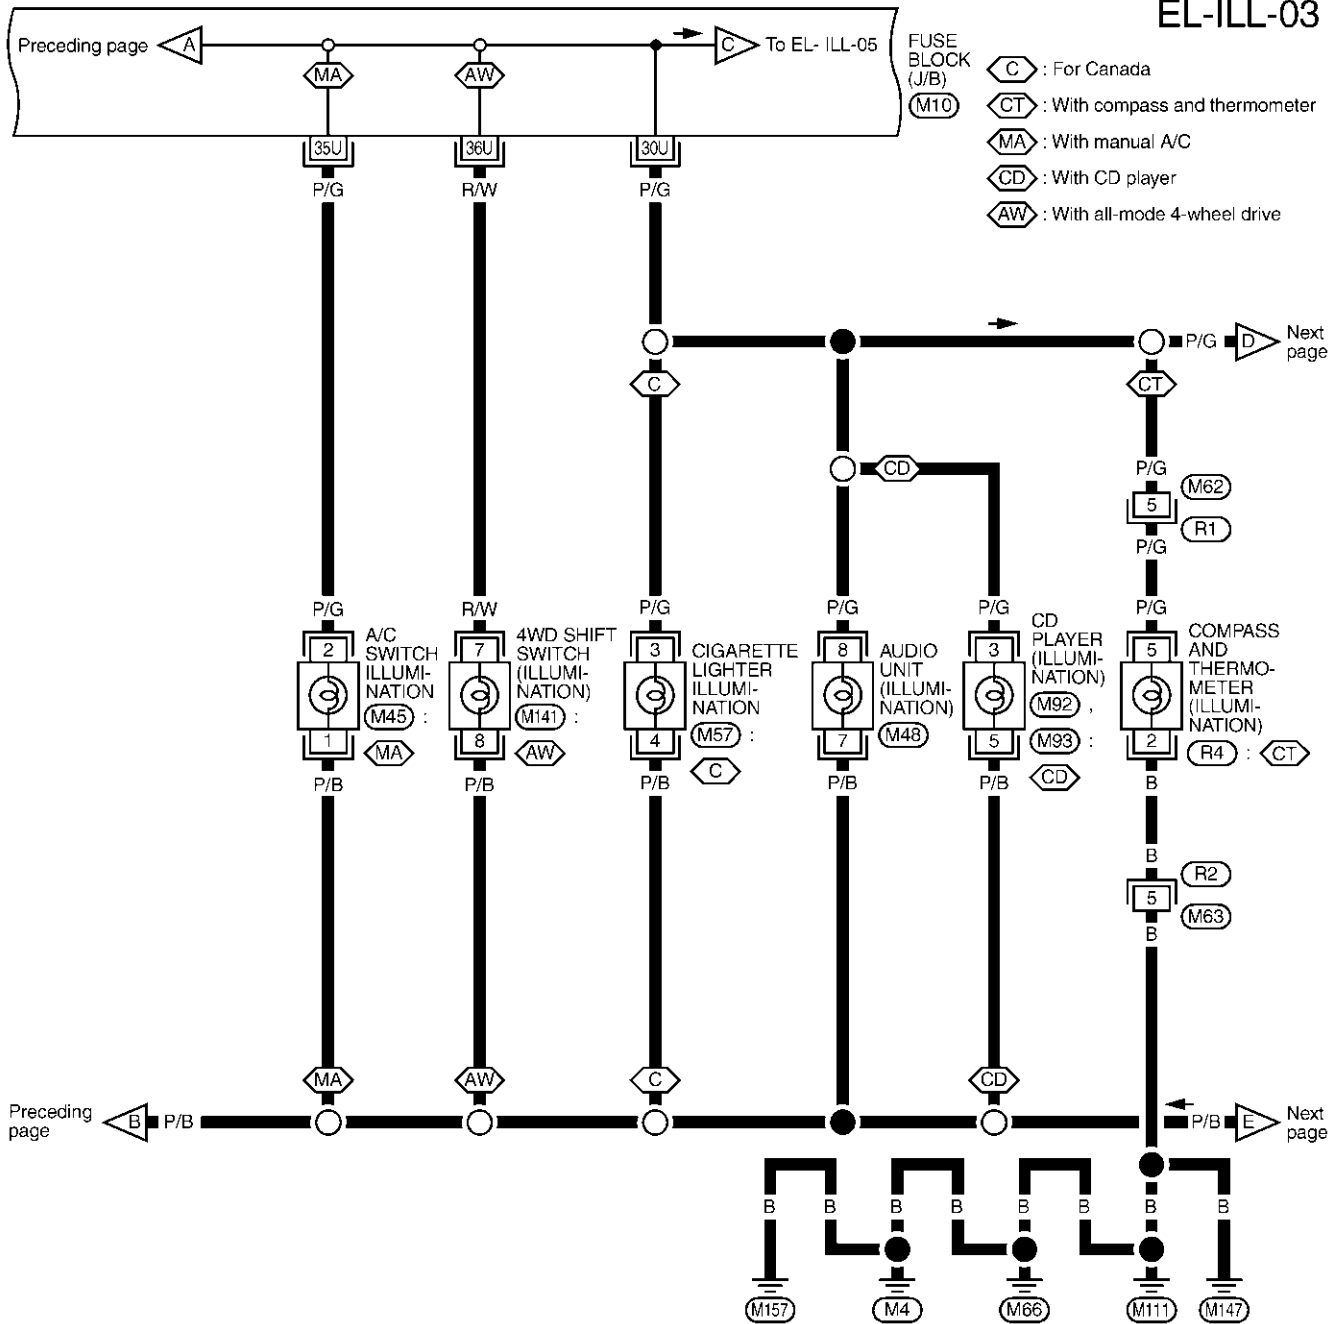 EL-ILL-03
Preceding page
A
C
To EL- ILL-05
MA
AW
FUSE
BLOCK
(J/B)
M10
C : For Canada
CT : With compass and thermometer
MA : With manual A/C
CD : With CD player
AW : With all-mode 4-wheel drive
35U
36U
30U
P/G
R/W
P/G
P/G
D
Next
page
C
CT
CD
P/G
M62
5
R1
P/G
P/G
R/W
P/G
P/G
P/G
P/G
2
A/C
SWITCH
ILLUMI-
NATION
M45 :
MA
1
7
4WD SHIFT
SWITCH
(ILLUMI-
NATION)
M141 :
AW
8
3
CIGARETTE
LIGHTER
ILLUMI-
NATION
M57 :
C
4
8
AUDIO
UNIT
(ILLUMI-
NATION)
M48
7
3
CD
PLAYER
(ILLUMI-
NATION)
M92 ,
M93 :
CD
5
5
COMPASS
AND
THERMO-
METER
(ILLUMI-
NATION)
R4 : CT
2
P/B
P/B
P/B
P/B
P/B
B
B
R2
5
M63
B
MA
AW
C
CD
Preceding
page
B
P/B
P/B
E
Next
page
B
B
B
B
B
B
B
B
M157
M4
M66
M111
M147